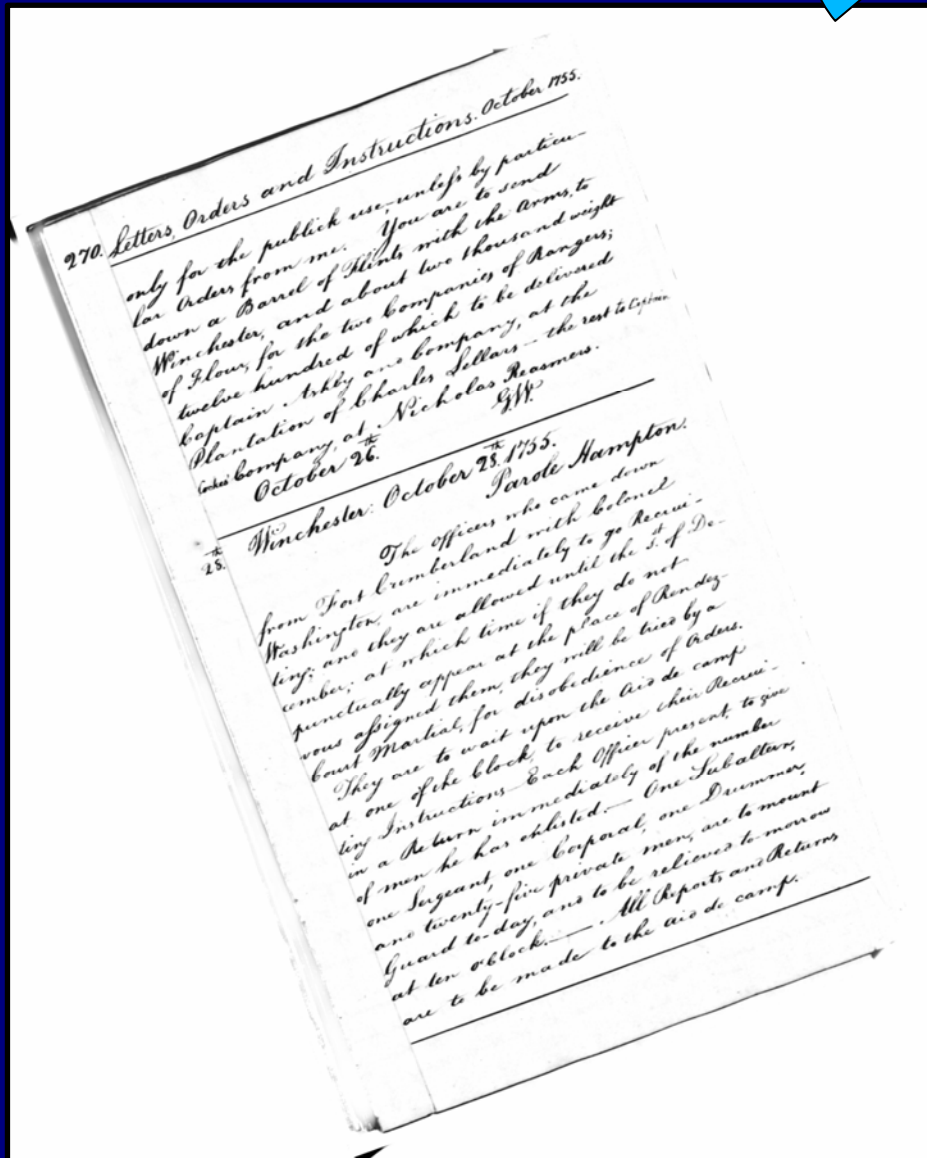 270. Letters, Orders and Instructions. October 1755.
only for the publick use, unless by particu-
lar Orders from me. You are to send
down a Barrel of Flints with the Arms, to
Winchester, and about two thousand weight
of Flour, for the two Companies of Rangers;
twelve hundred of which to be delivered
Captain Ashby and Company, at the
Plantation of Charles Sellars - the rest to Captain
Cockes Company, at Nicholas Reasmers.
October 26.th G.W.
Winchester: October 28.th 1755.
28.th Parole Hampton.
The Officers who came down
from Fort Cumberland with Colonel
Washington, are immediately to go Recrui-
ting; and they are allowed until the 1.st of De-
cember; at which time if they do not
punctually appear at the place of Rendez-
vous assigned them, they will be tried by a
Court Martial, for disobedience of Orders.
They are to wait upon the Aid de camp
at one of the Clock, to receive their Recrui-
ting Instructions - Each Officer present, to give
in a Return immediately of the number
of men he has enlisted. - One Subaltern,
one Sergeant, one Corporal, one Drummer,
and twenty-five private men, are to mount
Guard to-day, and to be relieved to-morrow
at ten o'Clock. - All Reports and Returns
are to be made to the Aid de camp.